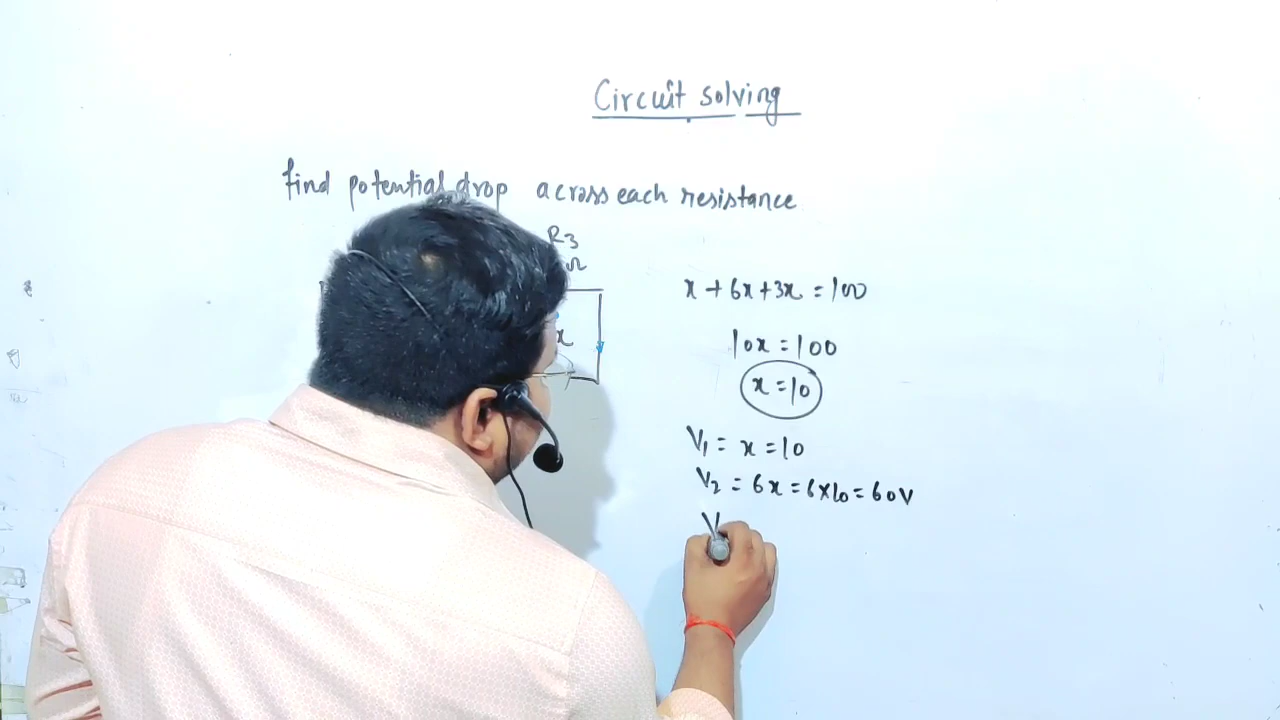 Circuit solving
find potential drop across each resistance
R3
Ω
x
x + 6x + 3x = 100
10x = 100
x = 10
V1 = x = 10
V2 = 6x = 6×10 = 60V
V